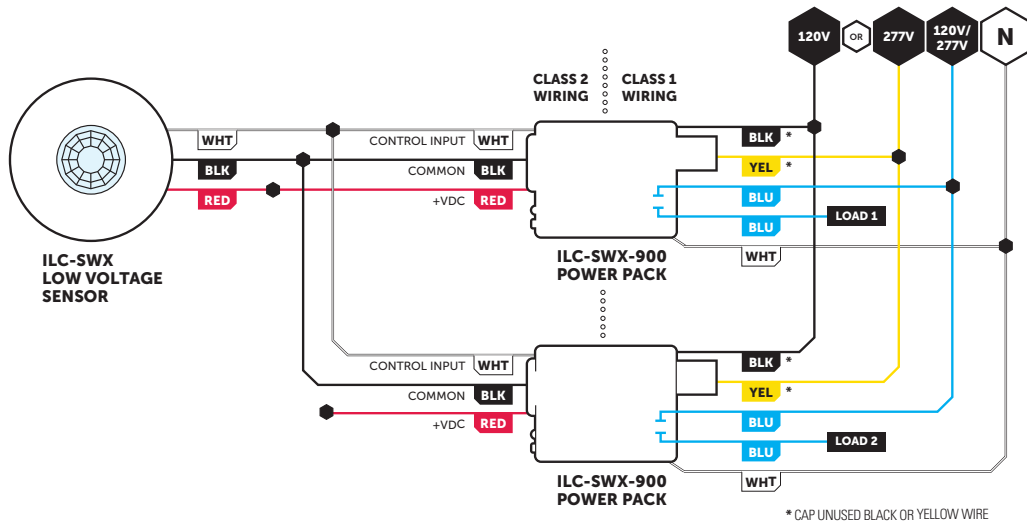 120V
OR
277V
120V/
277V
N
CLASS 2
WIRING
CLASS 1
WIRING
WHT
CONTROL INPUT
WHT
BLK
*
BLK
COMMON
BLK
YEL
*
RED
+VDC
RED
BLU
LOAD 1
BLU
WHT
ILC-SWX
LOW VOLTAGE
SENSOR
ILC-SWX-900
POWER PACK
CONTROL INPUT
WHT
BLK
*
COMMON
BLK
YEL
*
+VDC
RED
BLU
LOAD 2
BLU
WHT
ILC-SWX-900
POWER PACK
* CAP UNUSED BLACK OR YELLOW WIRE